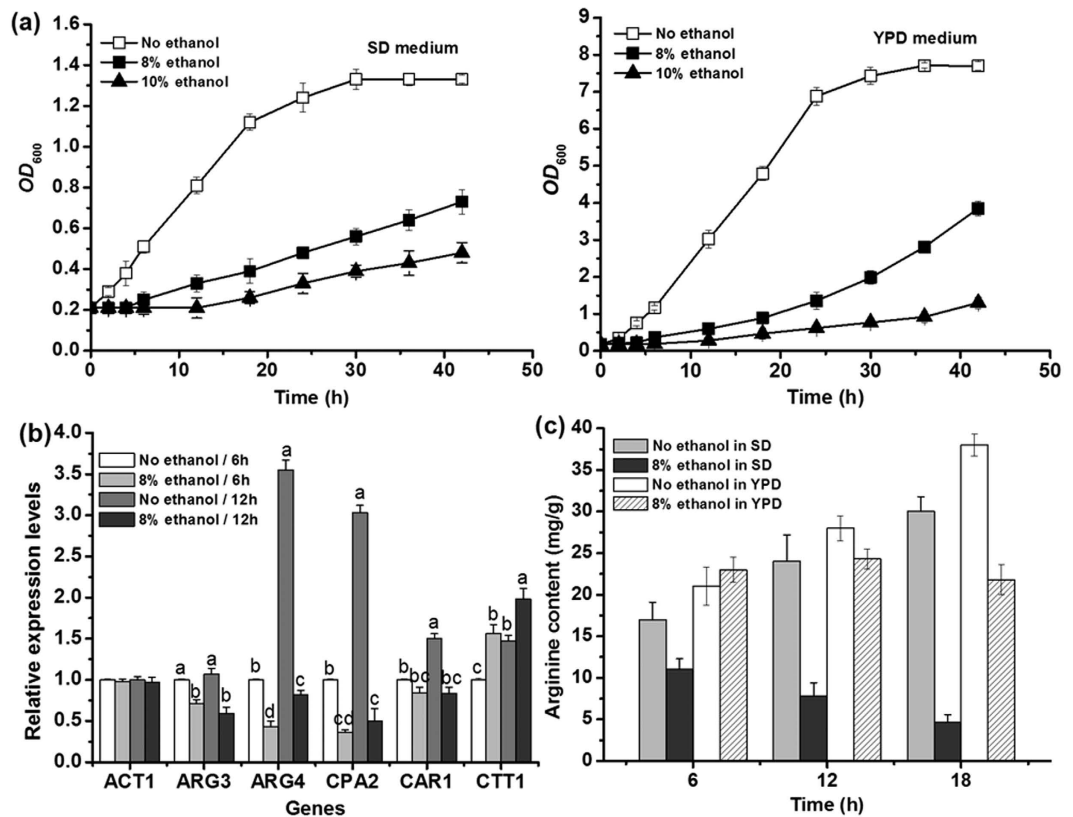 (a)
No ethanol
8% ethanol
10% ethanol
SD medium
OD600
1.6
1.4
1.2
1.0
0.8
0.6
0.4
0.2
0.0
0 10 20 30 40 50
Time (h)
No ethanol
8% ethanol
10% ethanol
YPD medium
OD600
9
8
7
6
5
4
3
2
1
0
0 10 20 30 40 50
Time (h)
(b)
No ethanol / 6h
8% ethanol / 6h
No ethanol / 12h
8% ethanol / 12h
Relative expression levels
4.0
3.5
3.0
2.5
2.0
1.5
1.0
0.5
0.0
a b a b
b d a c
b cd a c
b bc a bc
c b b a
ACT1 ARG3 ARG4 CPA2 CAR1 CTT1
Genes
(c)
No ethanol in SD
8% ethanol in SD
No ethanol in YPD
8% ethanol in YPD
Arginine content (mg/g)
40
35
30
25
20
15
10
5
0
6 12 18
Time (h)